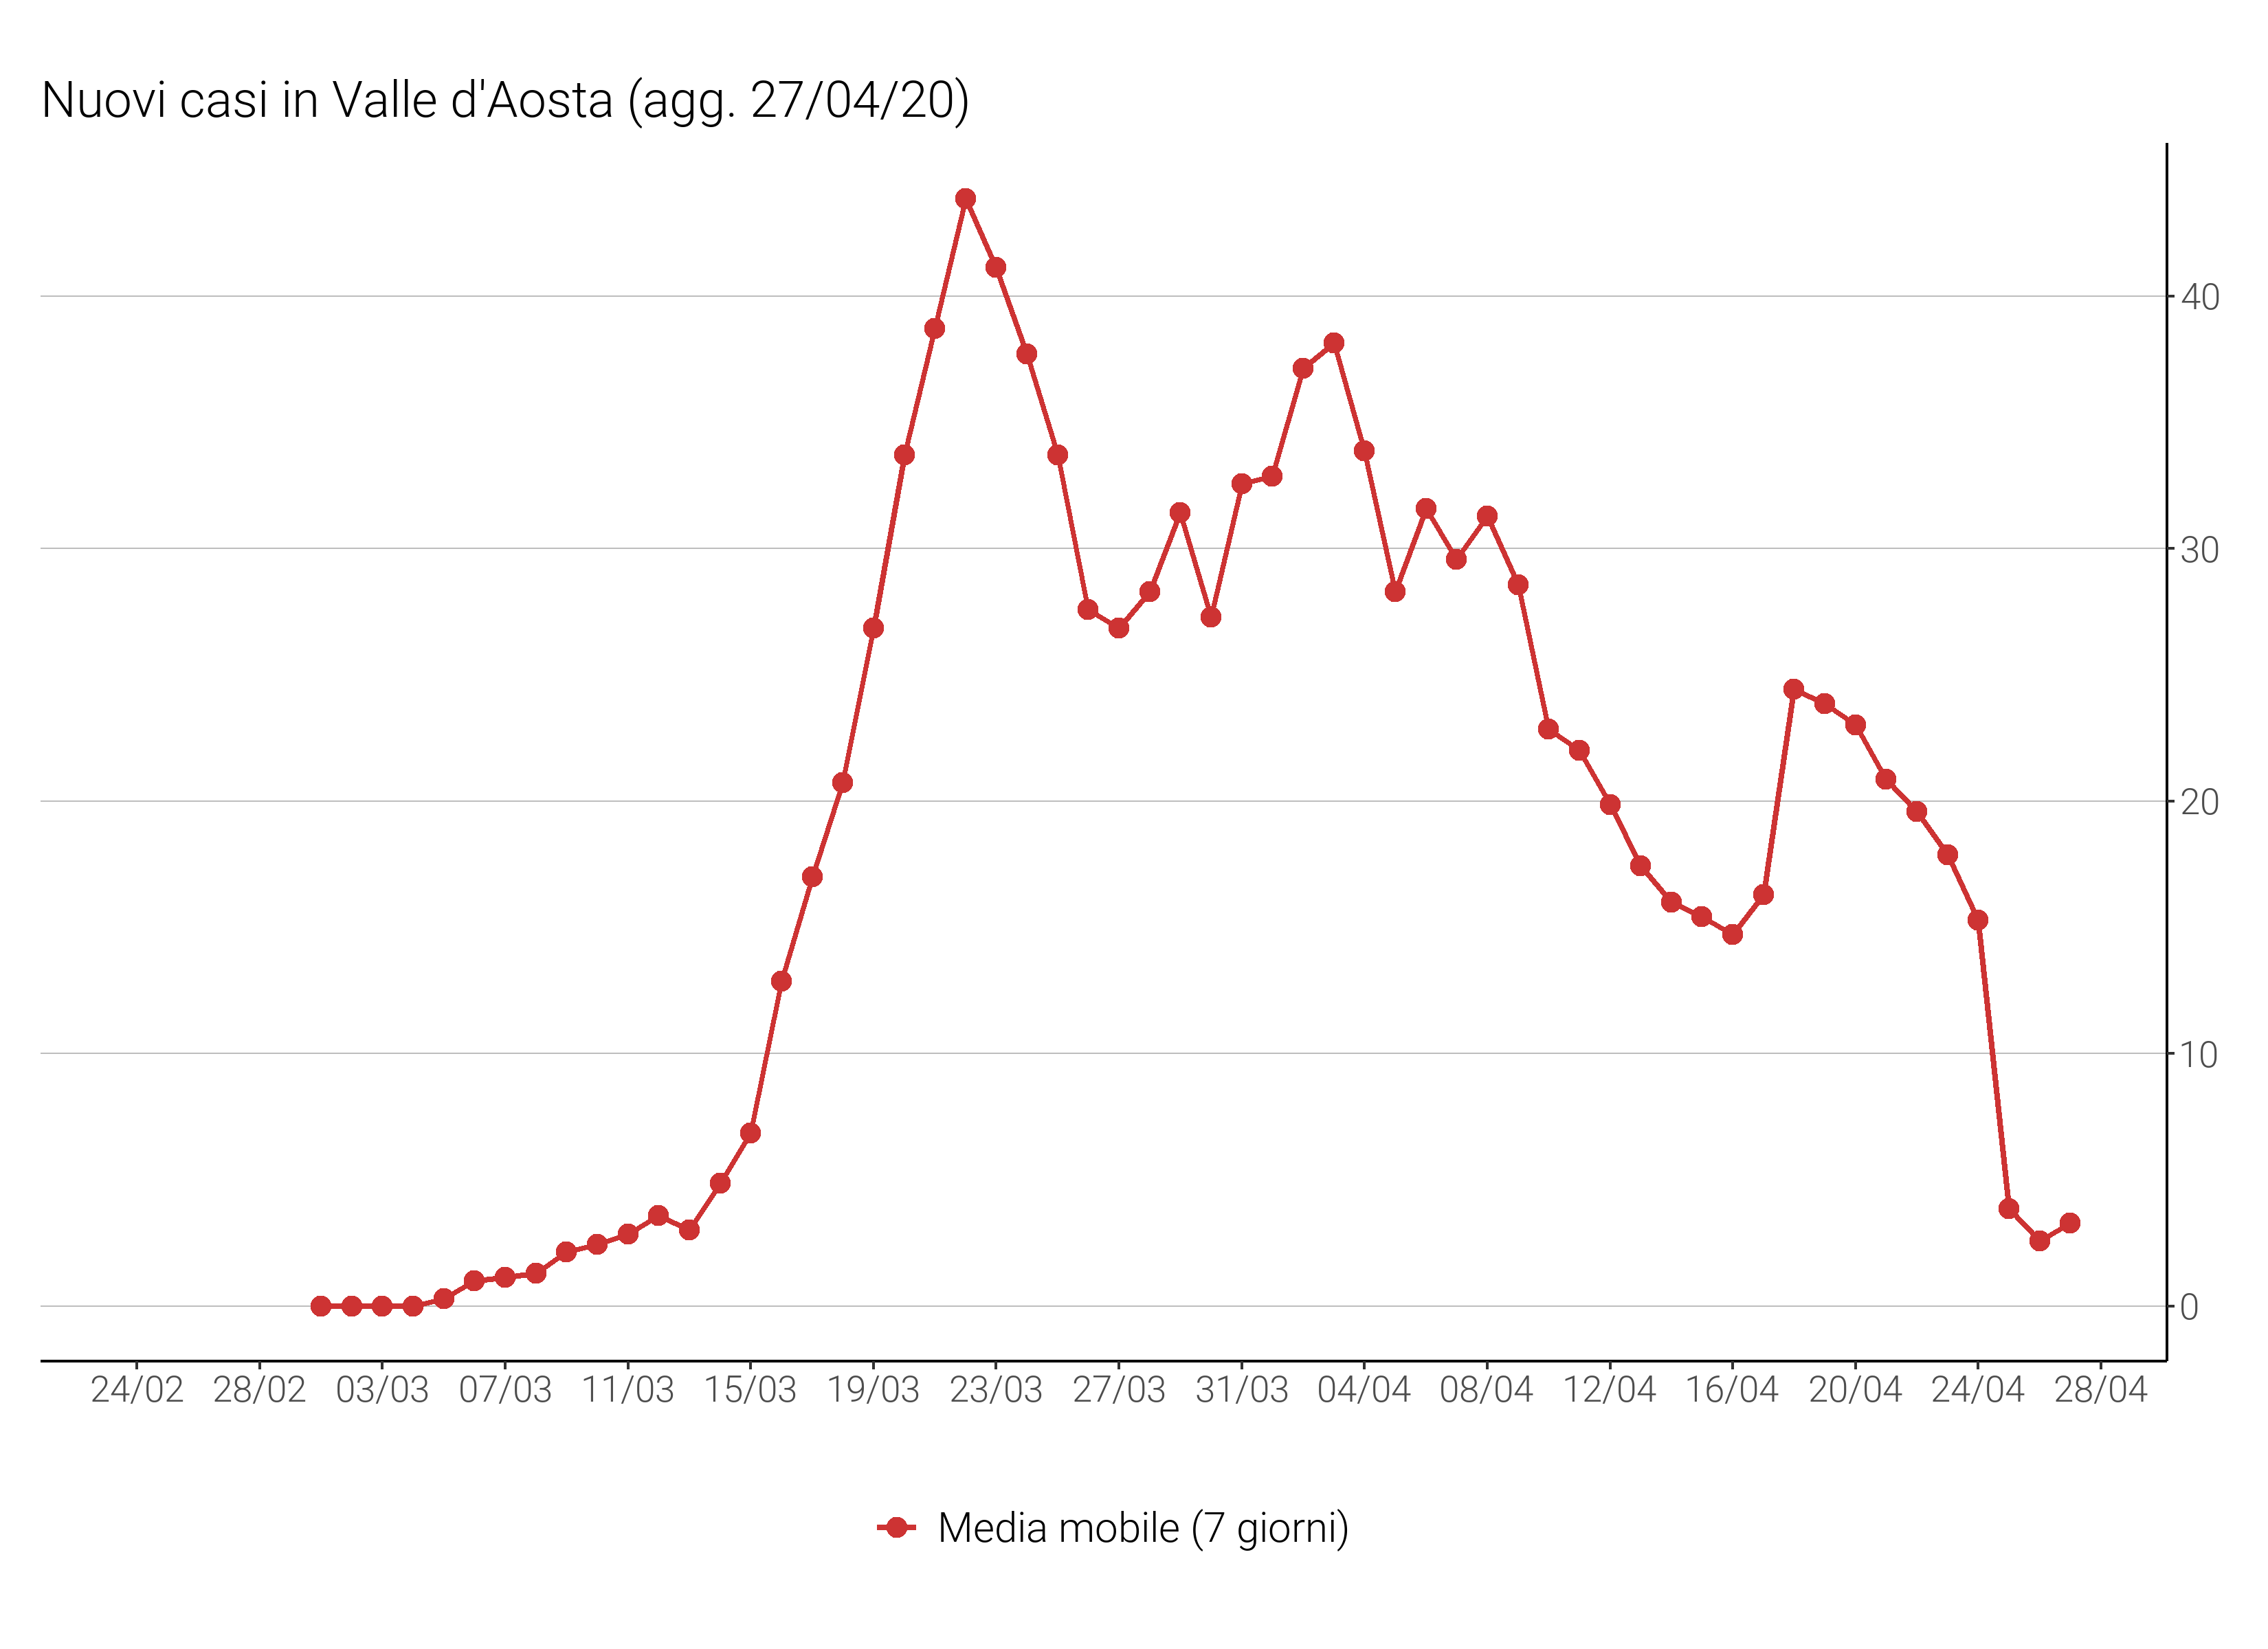 Nuovi casi in Valle d'Aosta (agg. 27/04/20)
40
30
20
10
0
24/02 28/02 03/03 07/03 11/03 15/03 19/03 23/03 27/03 31/03 04/04 08/04 12/04 16/04 20/04 24/04 28/04
Media mobile (7 giorni)